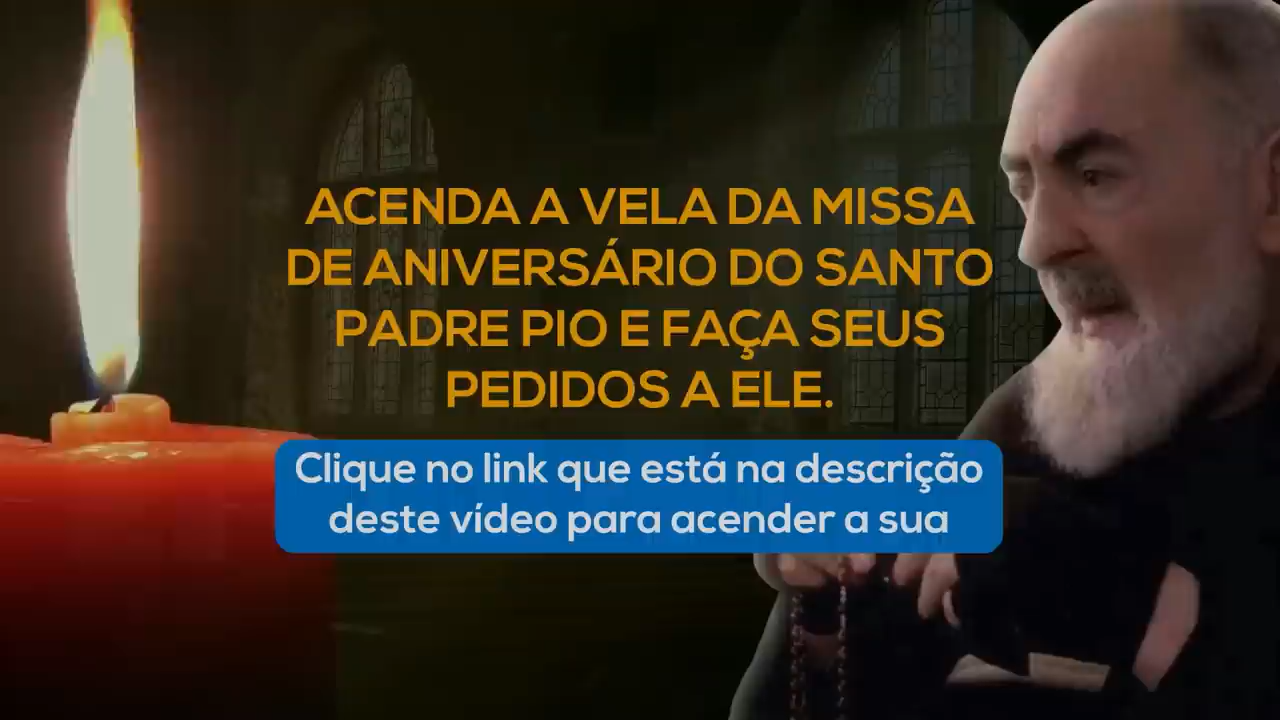 ACENDA A VELA DA MISSA
DE ANIVERSÁRIO DO SANTO
PADRE PIO E FAÇA SEUS
PEDIDOS A ELE.
Clique no link que está na descrição
deste vídeo para acender a sua